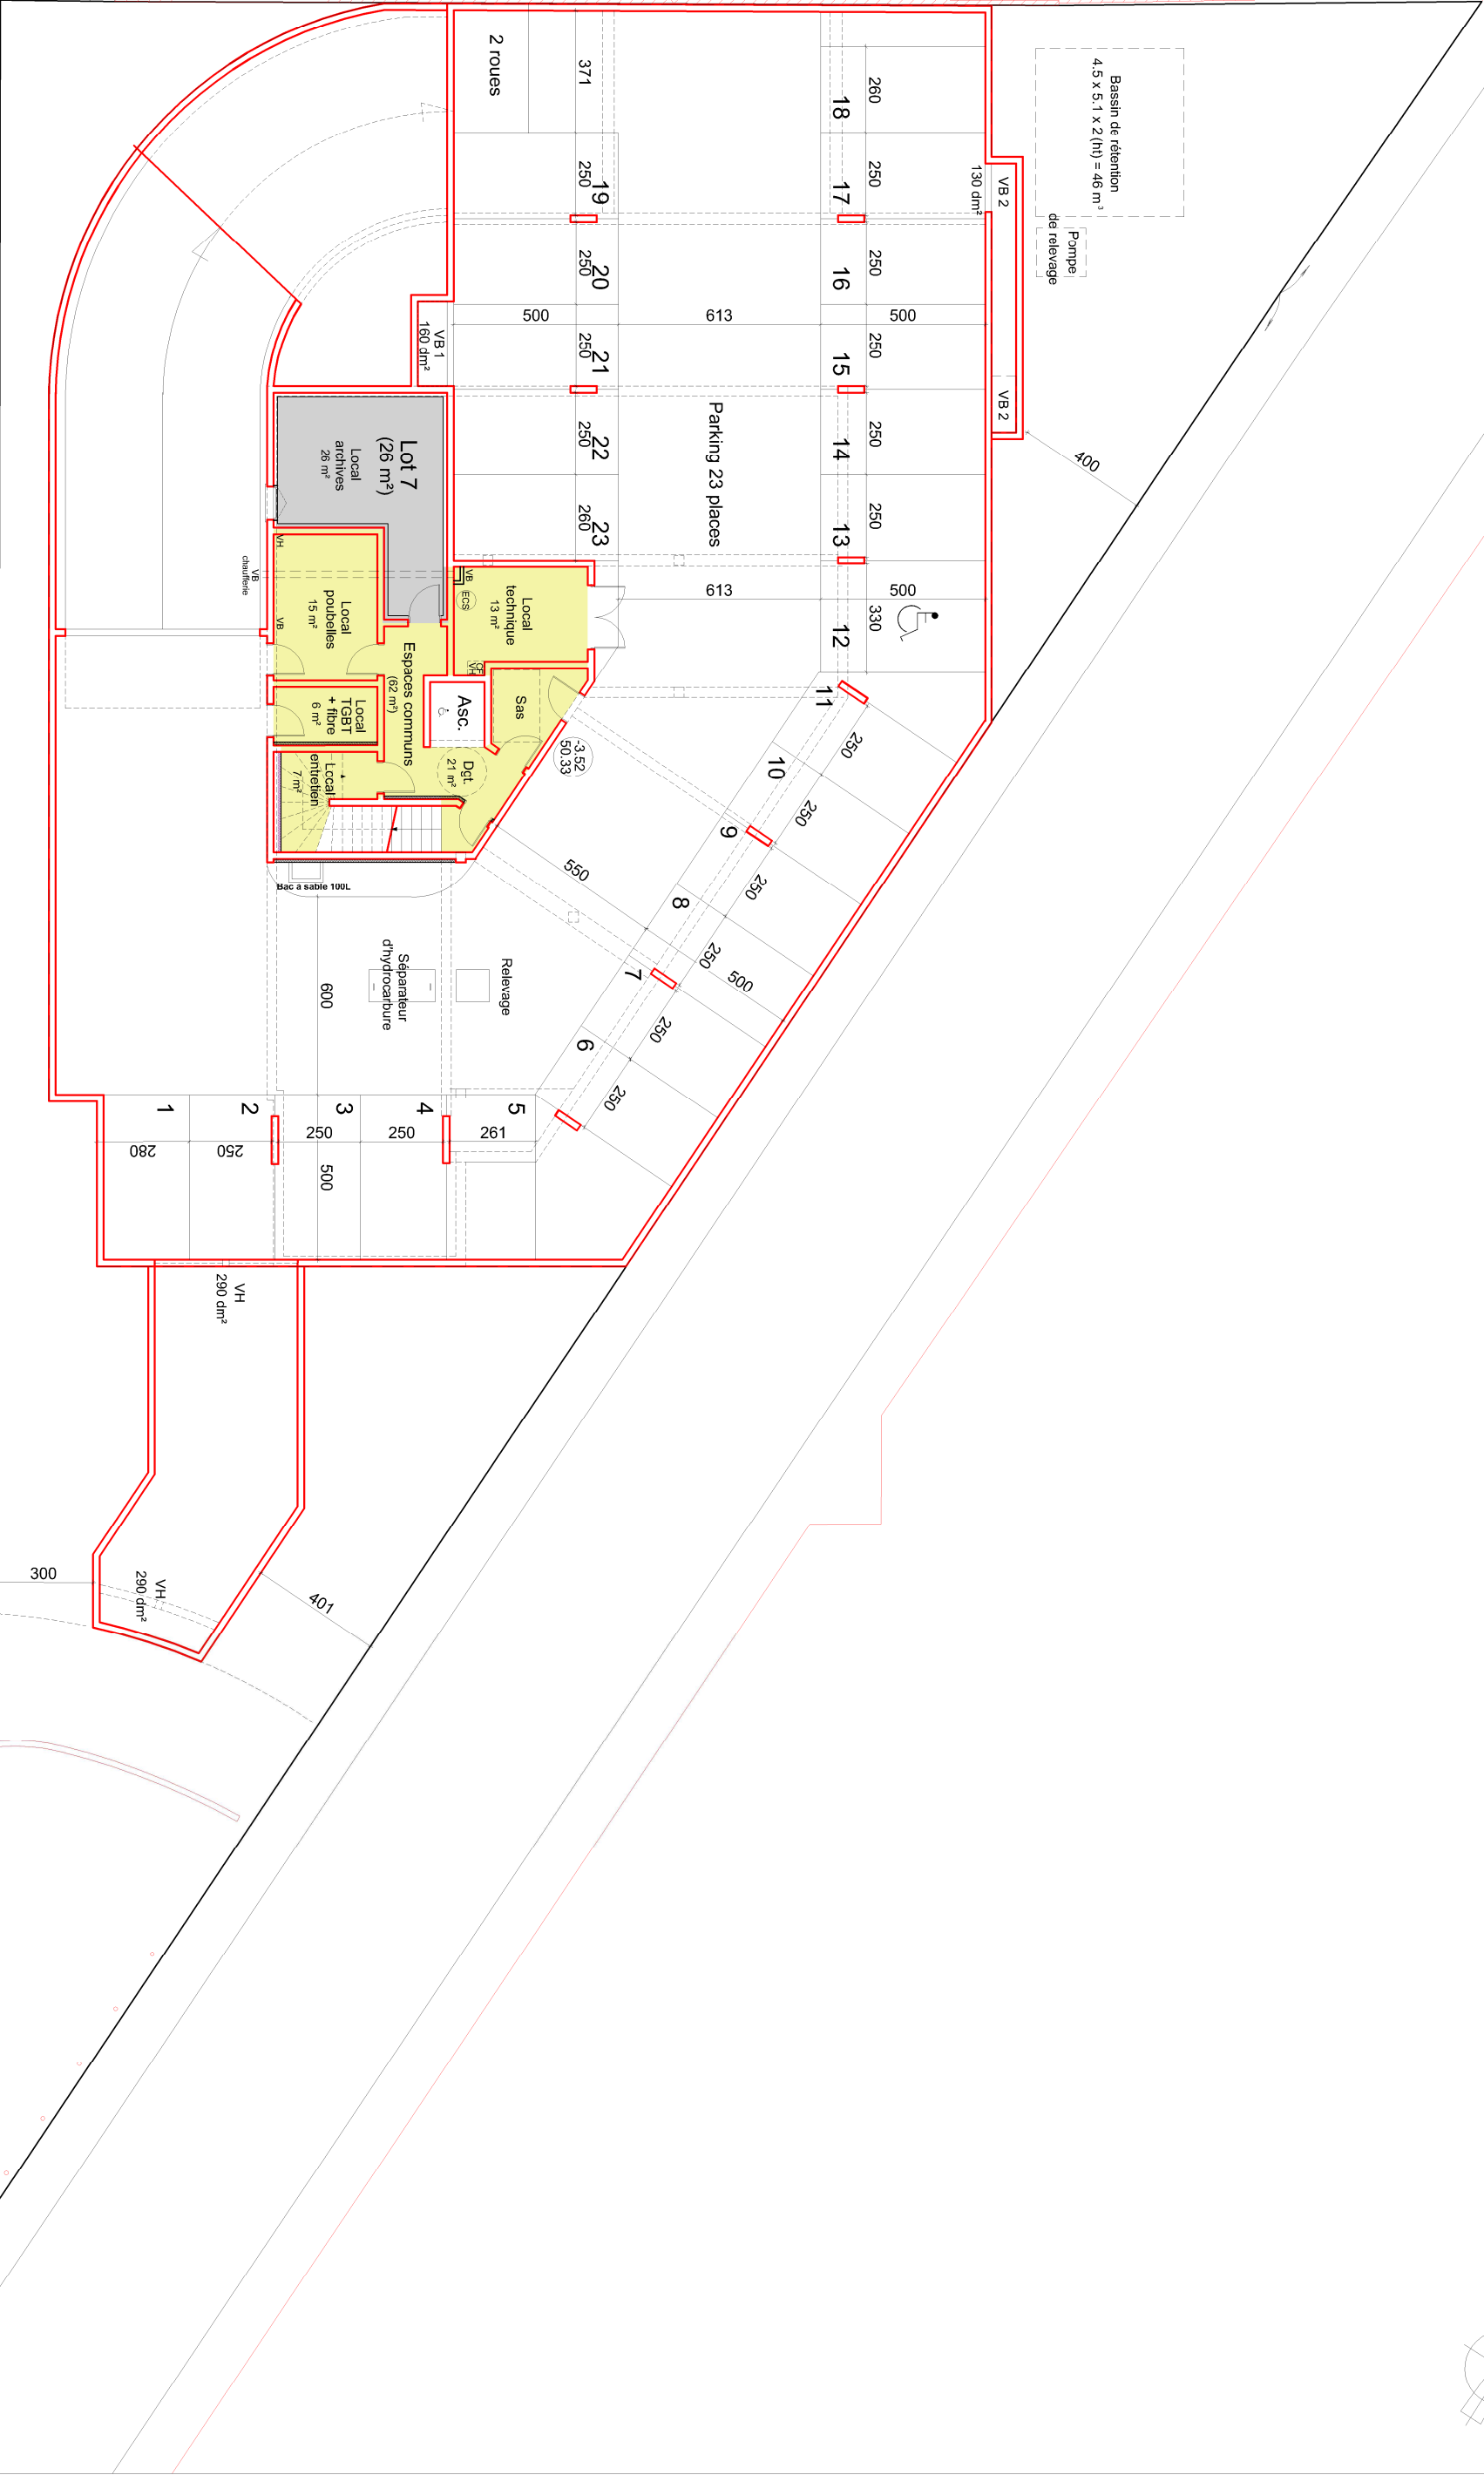 Bassin de rétention
4.5 x 5.1 x 2(ht) = 46 m³
Pompe
de relevage
VB 2
130 dm²
VB 2
400
2 roues
371
260
18
250
17
250
16
250
15
250
14
250
13
330
12
250
19
250
20
250
21
250
22
260
23
500
613
500
613
500
Parking 23 places
VB 1
160 dm²
Lot 7
(26 m²)
Local
archives
26 m²
VH
VB
chaufferie
VB
Local
poubelles
15 m²
VB
ECS
Local
technique
13 m²
CF
VH
Espaces communs
(62 m²)
Asc.
Sas
Local
TGBT
+ fibre
6 m²
Dgt.
21 m²
-3.52
50.33
Local
entretien
7 m²
Bac à sable 100L
11
250
10
250
9
250
8
250
7
250
6
250
550
500
Relevage
Séparateur
d'hydrocarbure
600
1
2
3
4
5
280
250
250
250
261
500
VH
290 dm²
VH
290 dm²
300
401